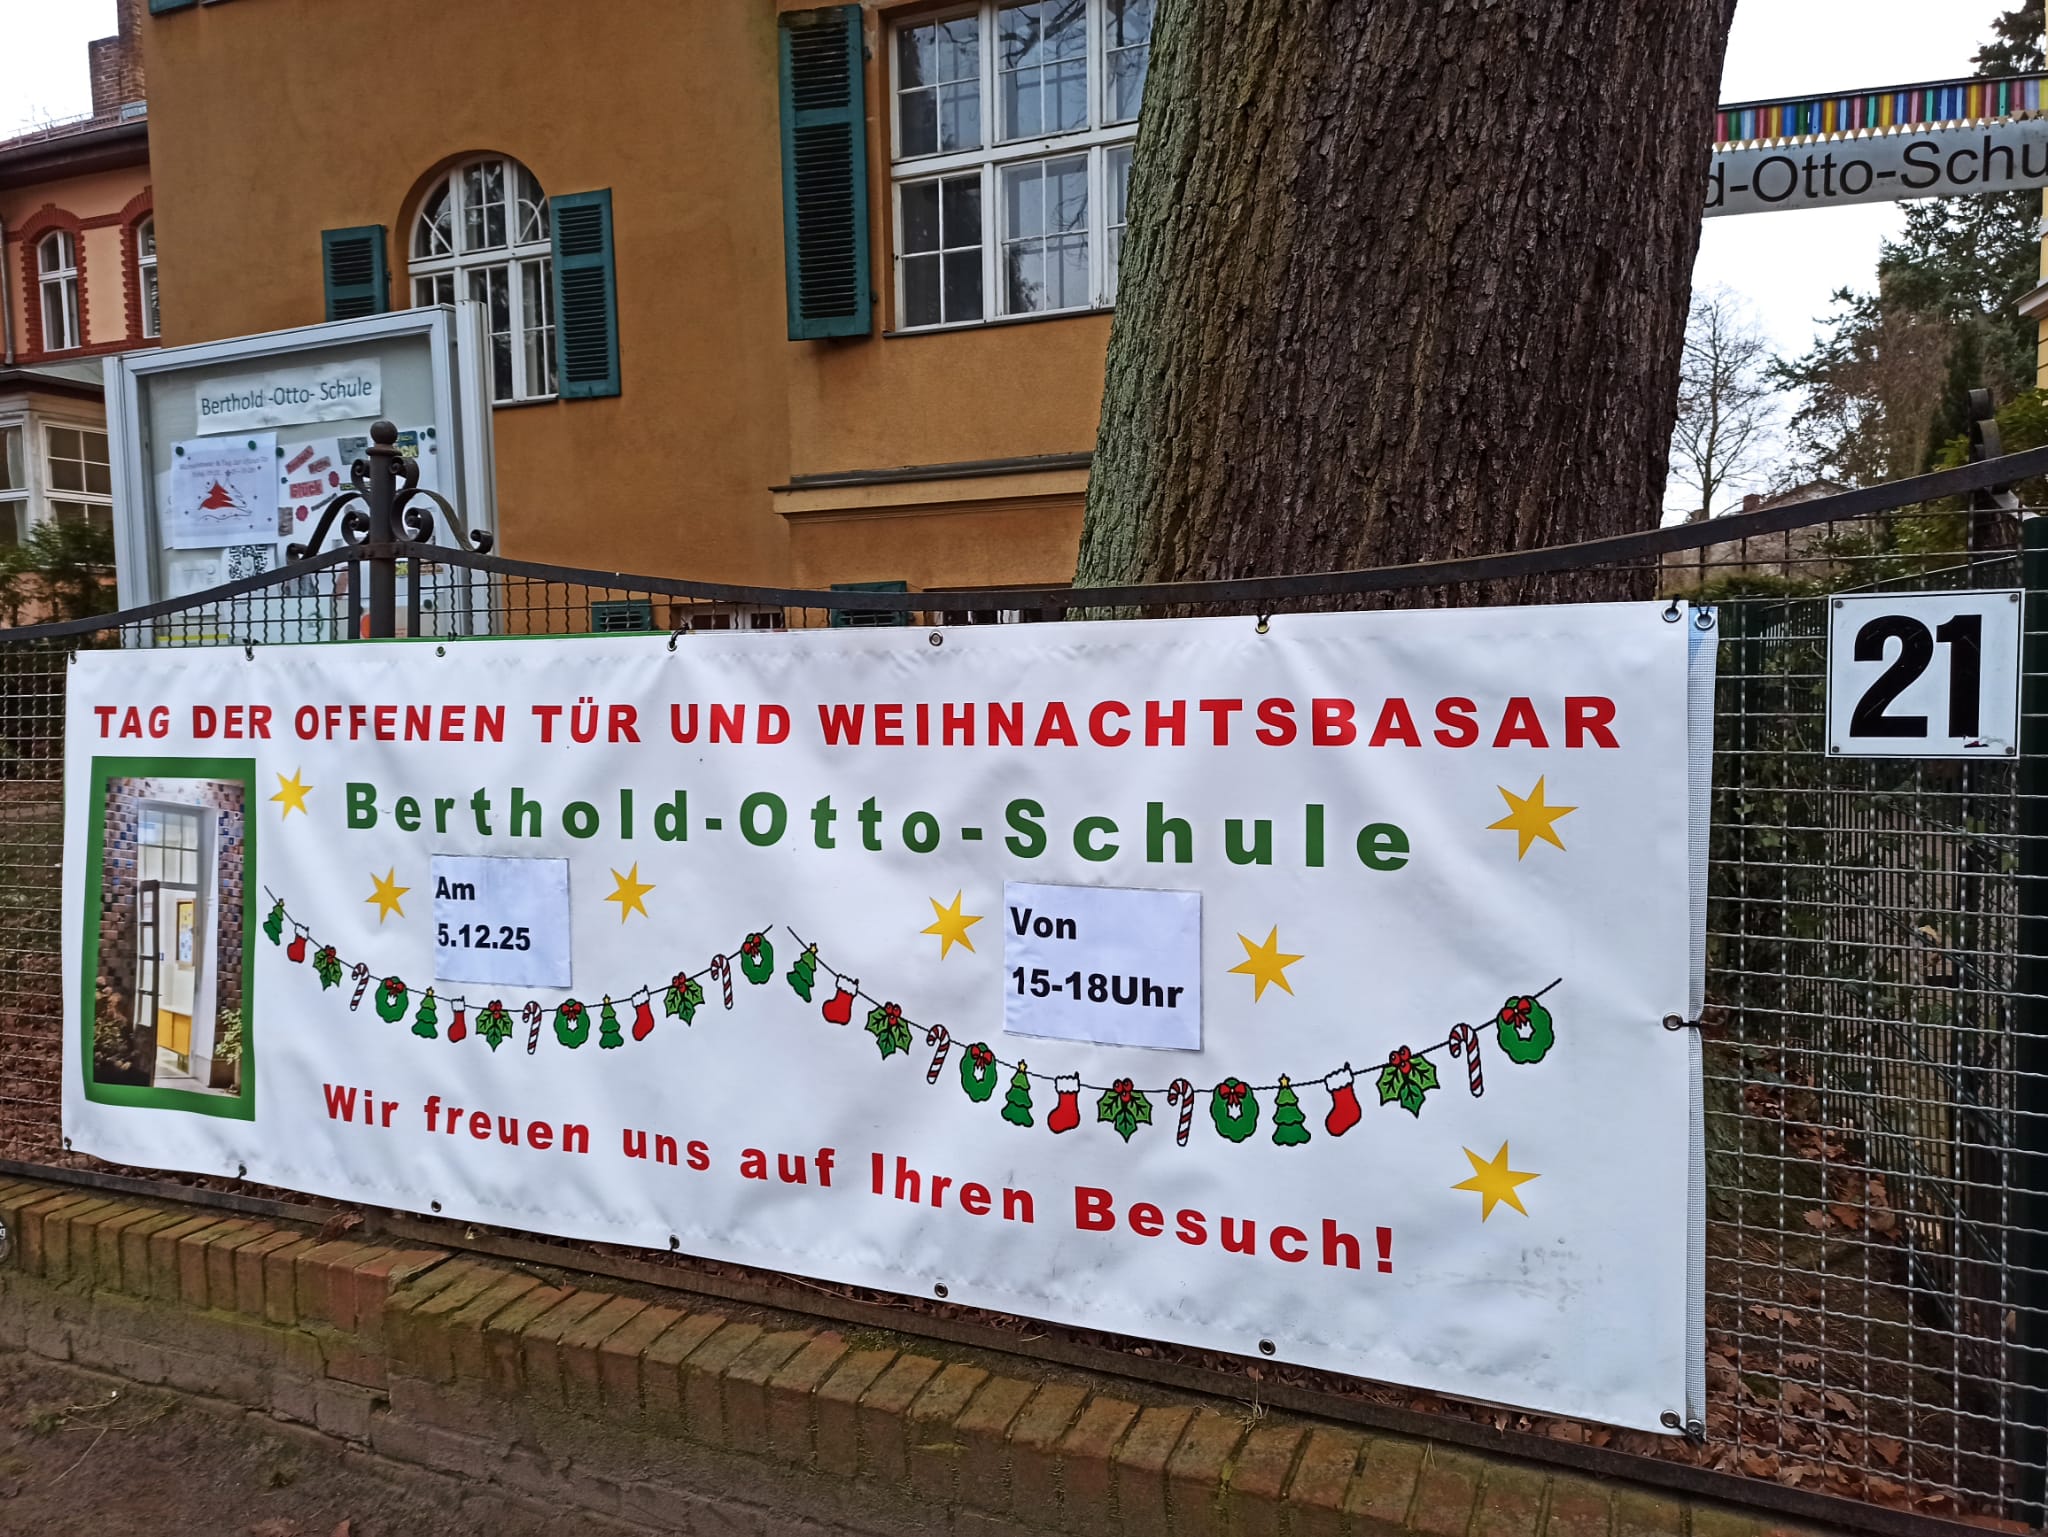 d-Otto-Schu
Berthold-Otto-Schule
Glück
21
TAG DER OFFENEN TÜR UND WEIHNACHTSBASAR
Berthold-Otto-Schule
Am
5.12.25
Von
15-18Uhr
Wir freuen uns auf Ihren Besuch!